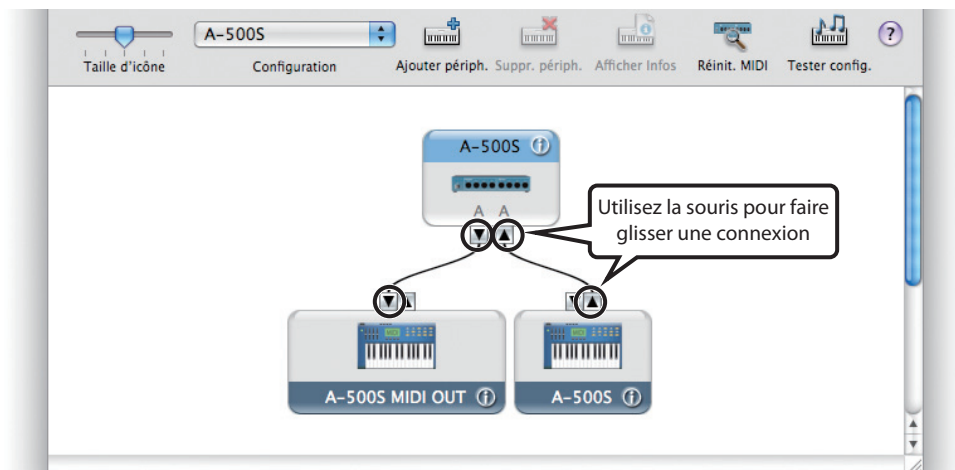 A-500S
?
Taille d'icône
Configuration
Ajouter périph.
Suppr. périph.
Afficher Infos
Réinit. MIDI
Tester config.
A-500S
A A
Utilisez la souris pour faire
glisser une connexion
A-500S MIDI OUT
A-500S